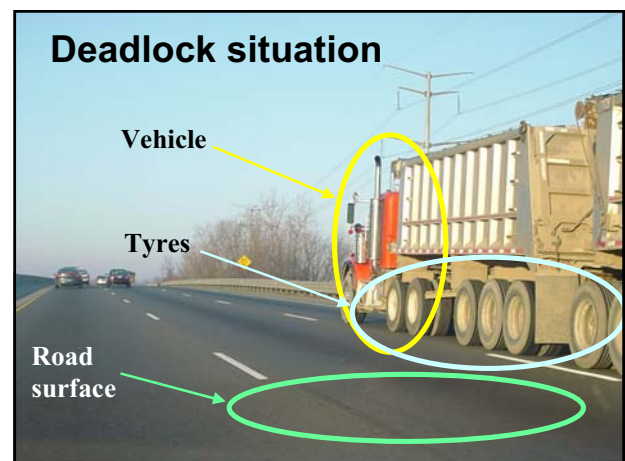 Deadlock situation
Vehicle
Tyres
Road
surface